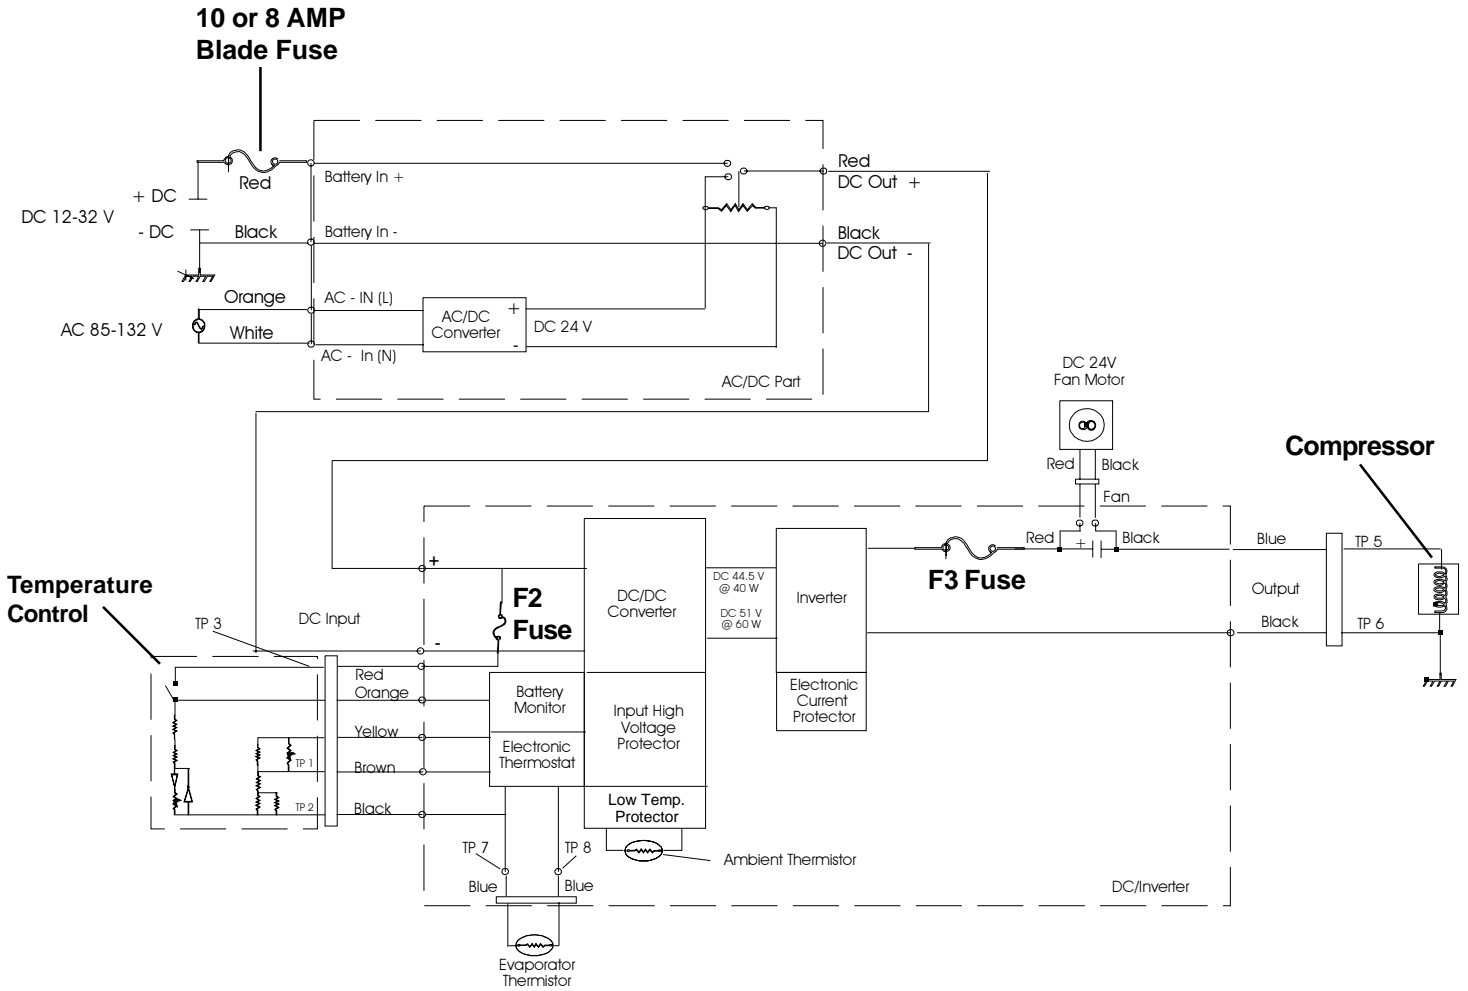 10 or 8 AMP
Blade Fuse
Red
Battery In +
+ DC
DC 12-32 V
- DC
Black
Battery In -
Red
DC Out +
Black
DC Out -
Orange
AC - IN (L)
AC 85-132 V
White
AC - In (N)
AC/DC
Converter
+
-
DC 24 V
AC/DC Part
DC 24V
Fan Motor
Red
Black
Fan
Compressor
Red
+
Black
Blue
TP 5
F3 Fuse
Output
Black
TP 6
Temperature
Control
TP 3
DC Input
+
-
F2
Fuse
DC/DC
Converter
DC 44.5 V
@ 40 W
DC 51 V
@ 60 W
Inverter
Electronic
Current
Protector
Red
Orange
Yellow
TP 1
Brown
TP 2
Black
Battery
Monitor
Electronic
Thermostat
Input High
Voltage
Protector
Low Temp.
Protector
Ambient Thermistor
TP 7
TP 8
Blue
Blue
DC/Inverter
Evaporator
Thermistor